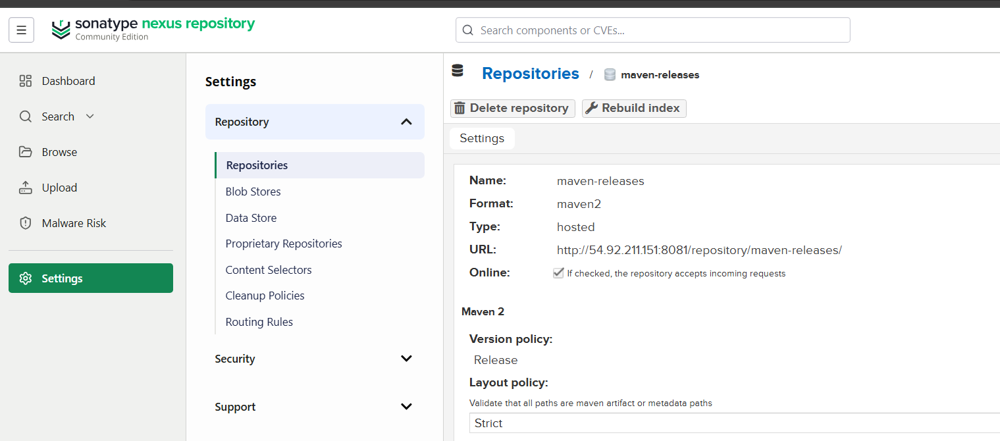 sonatype nexus repository
Community Edition
Search components or CVEs...
Dashboard
Search
Browse
Upload
Malware Risk
Settings
Settings
Repository
Repositories
Blob Stores
Data Store
Proprietary Repositories
Content Selectors
Cleanup Policies
Routing Rules
Security
Support
Repositories / maven-releases
Delete repository Rebuild index
Settings
Name: maven-releases
Format: maven2
Type: hosted
URL: http://54.92.211.151:8081/repository/maven-releases/
Online: If checked, the repository accepts incoming requests
Maven 2
Version policy:
Release
Layout policy:
Validate that all paths are maven artifact or metadata paths
Strict